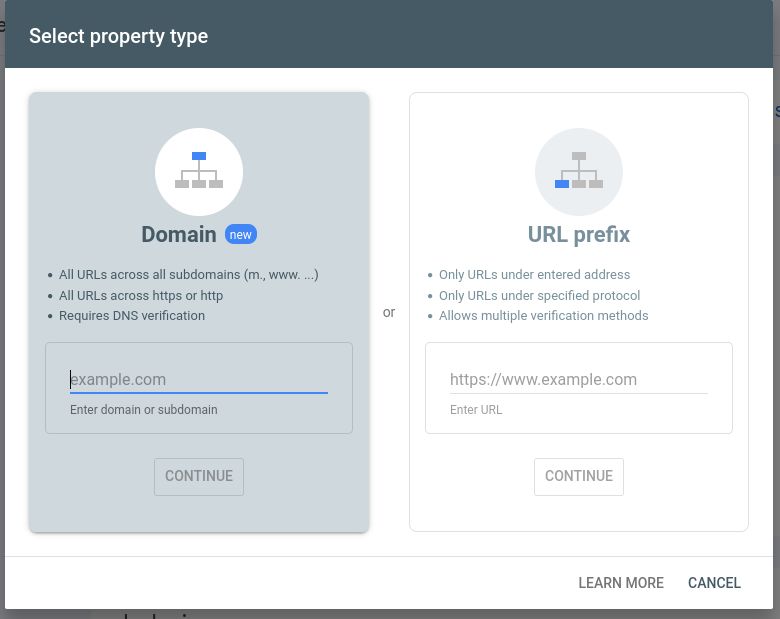 Select property type
Domain new
• All URLs across all subdomains (m., www. ...)
• All URLs across https or http
• Requires DNS verification
example.com
Enter domain or subdomain
CONTINUE
or
URL prefix
• Only URLs under entered address
• Only URLs under specified protocol
• Allows multiple verification methods
https://www.example.com
Enter URL
CONTINUE
LEARN MORE CANCEL